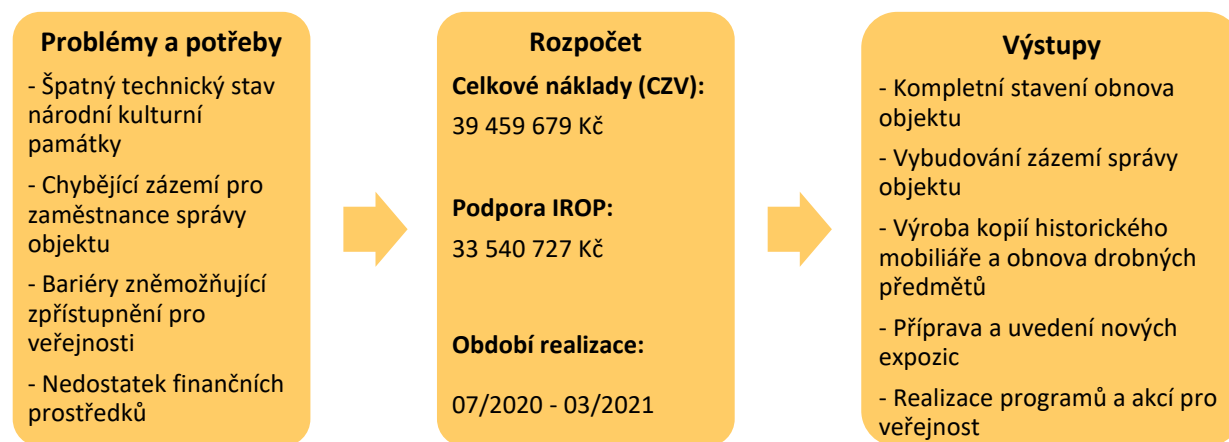 Problémy a potřeby
- Špatný technický stav
národní kulturní
památky
- Chybějící zázemí pro
zaměstnance správy
objektu
- Bariéry zněmožňující
zpřístupnění pro
veřejnosti
- Nedostatek finančních
prostředků
Rozpočet
Celkové náklady (CZV):
39 459 679 Kč
Podpora IROP:
33 540 727 Kč
Období realizace:
07/2020 - 03/2021
Výstupy
- Kompletní stavení obnova
objektu
- Vybudování zázemí správy
objektu
- Výroba kopií historického
mobiliáře a obnova drobných
předmětů
- Příprava a uvedení nových
expozic
- Realizace programů a akcí pro
veřejnost